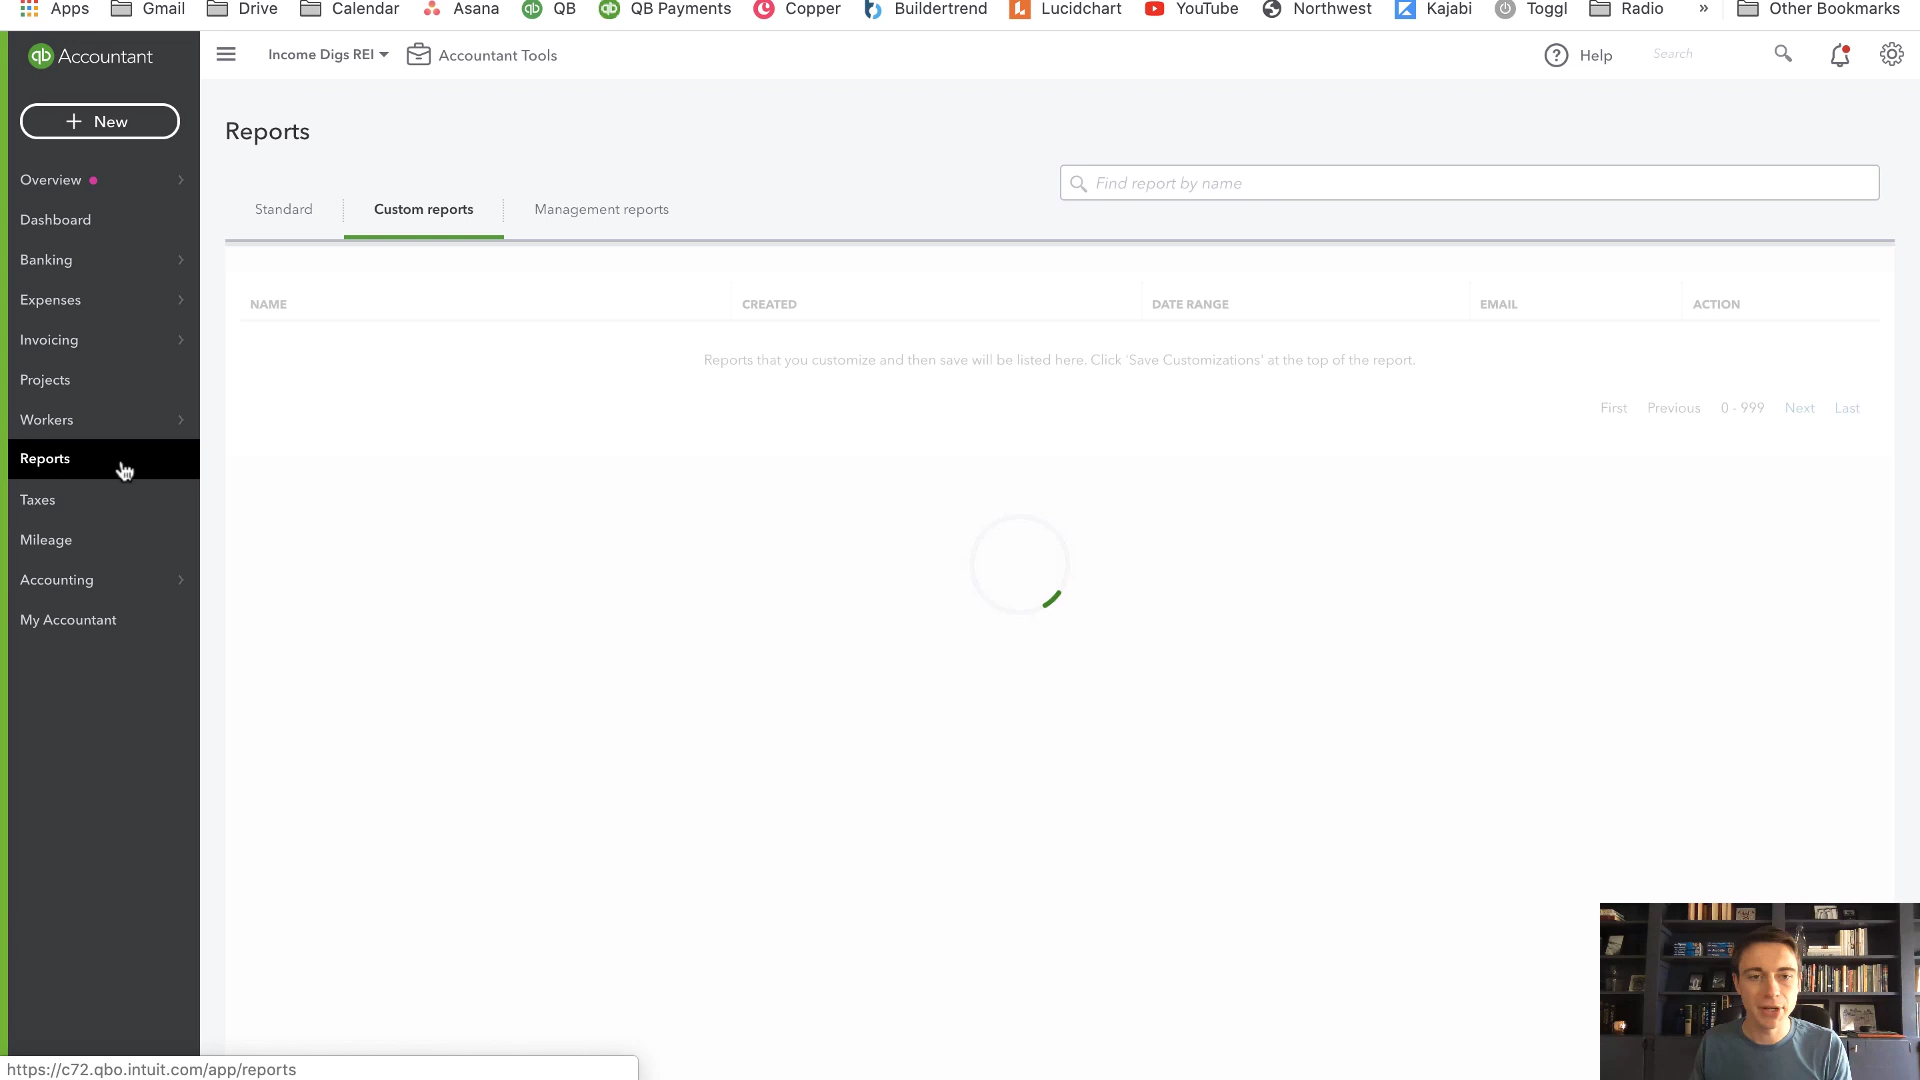 Apps Gmail Drive Calendar Asana QB QB Payments Copper Buildertrend Lucidchart YouTube Northwest Kajabi Toggl Radio » Other Bookmarks
qb Accountant
Income Digs REI Accountant Tools Help Search
+ New
Reports
Find report by name
Standard Custom reports Management reports
Overview
Dashboard
Banking
Expenses
Invoicing
Projects
Workers
Reports
Taxes
Mileage
Accounting
My Accountant
NAME CREATED DATE RANGE EMAIL ACTION
Reports that you customize and then save will be listed here. Click 'Save Customizations' at the top of the report.
First Previous 0 - 999 Next Last
https://c72.qbo.intuit.com/app/reports